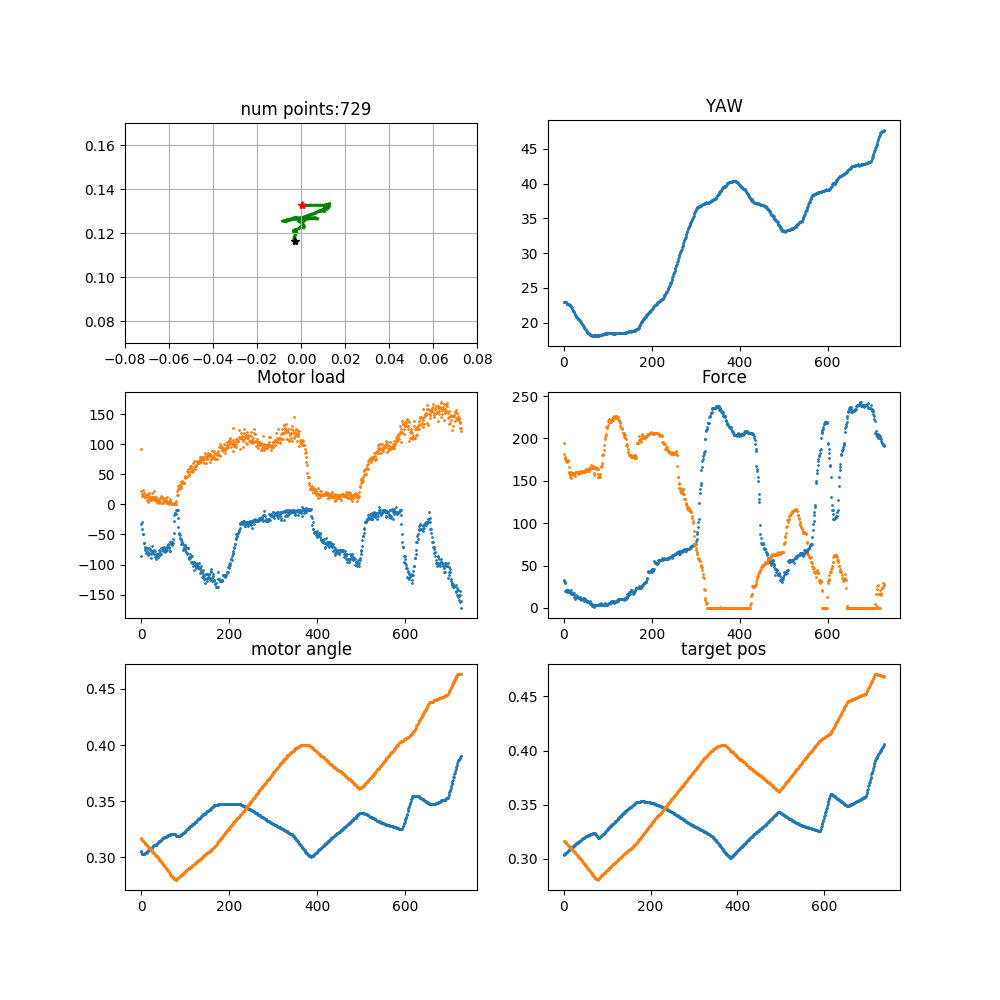 num points:729
0.16
0.14
0.12
0.10
0.08
−0.08 −0.06 −0.04 −0.02 0.00 0.02 0.04 0.06 0.08
YAW
45
40
35
30
25
20
0 200 400 600
Motor load
150
100
50
0
−50
−100
−150
0 200 400 600
Force
250
200
150
100
50
0
0 200 400 600
motor angle
0.45
0.40
0.35
0.30
0 200 400 600
target pos
0.45
0.40
0.35
0.30
0 200 400 600